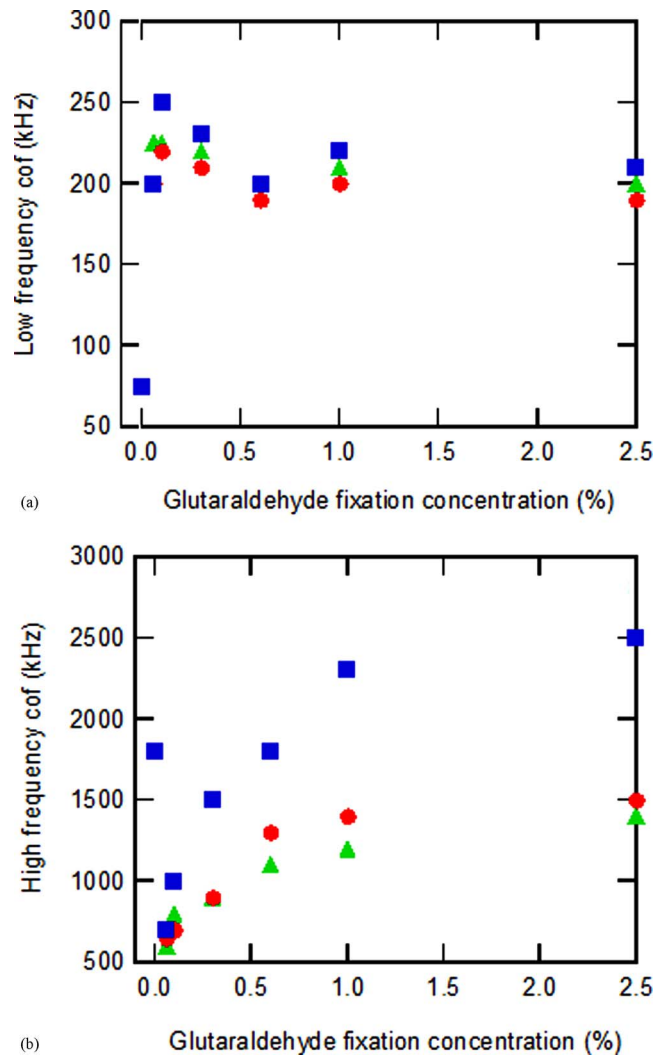 300
250
200
150
100
50
Low frequency cof (kHz)
0.0 0.5 1.0 1.5 2.0 2.5
(a) Glutaraldehyde fixation concentration (%)
3000
2500
2000
1500
1000
500
High frequency cof (kHz)
0.0 0.5 1.0 1.5 2.0 2.5
(b) Glutaraldehyde fixation concentration (%)